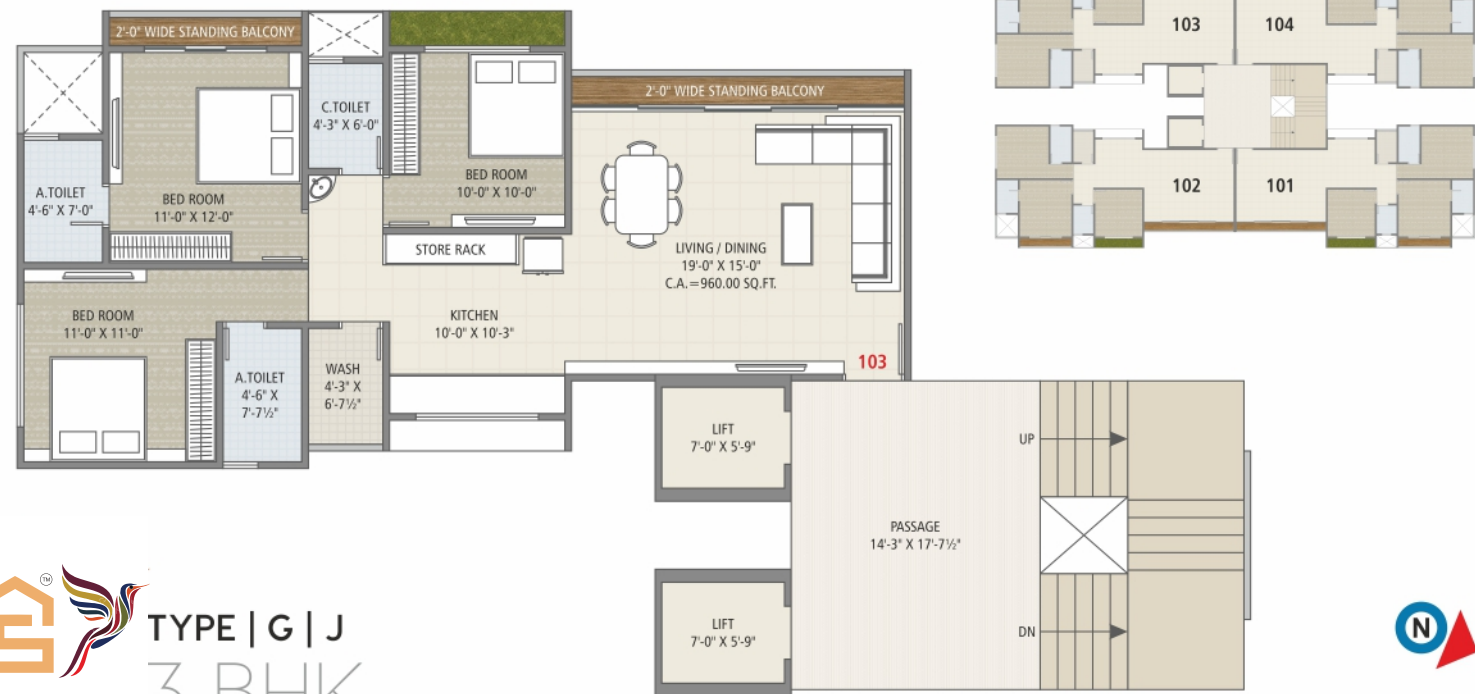 2'-0" WIDE STANDING BALCONY
C.TOILET
4'-3" X 6'-0"
2'-0" WIDE STANDING BALCONY
BED ROOM
10'-0" X 10'-0"
A.TOILET
4'-6" X 7'-0"
BED ROOM
11'-0" X 12'-0"
STORE RACK
LIVING / DINING
19'-0" X 15'-0"
C.A.=960.00 SQ.FT.
BED ROOM
11'-0" X 11'-0"
KITCHEN
10'-0" X 10'-3"
A.TOILET
4'-6" X
7'-7½"
WASH
4'-3" X
6'-7½"
103
LIFT
7'-0" X 5'-9"
UP
PASSAGE
14'-3" X 17'-7½"
LIFT
7'-0" X 5'-9"
DN
103
104
102
101
TM
TYPE | G | J
3 BHK
N